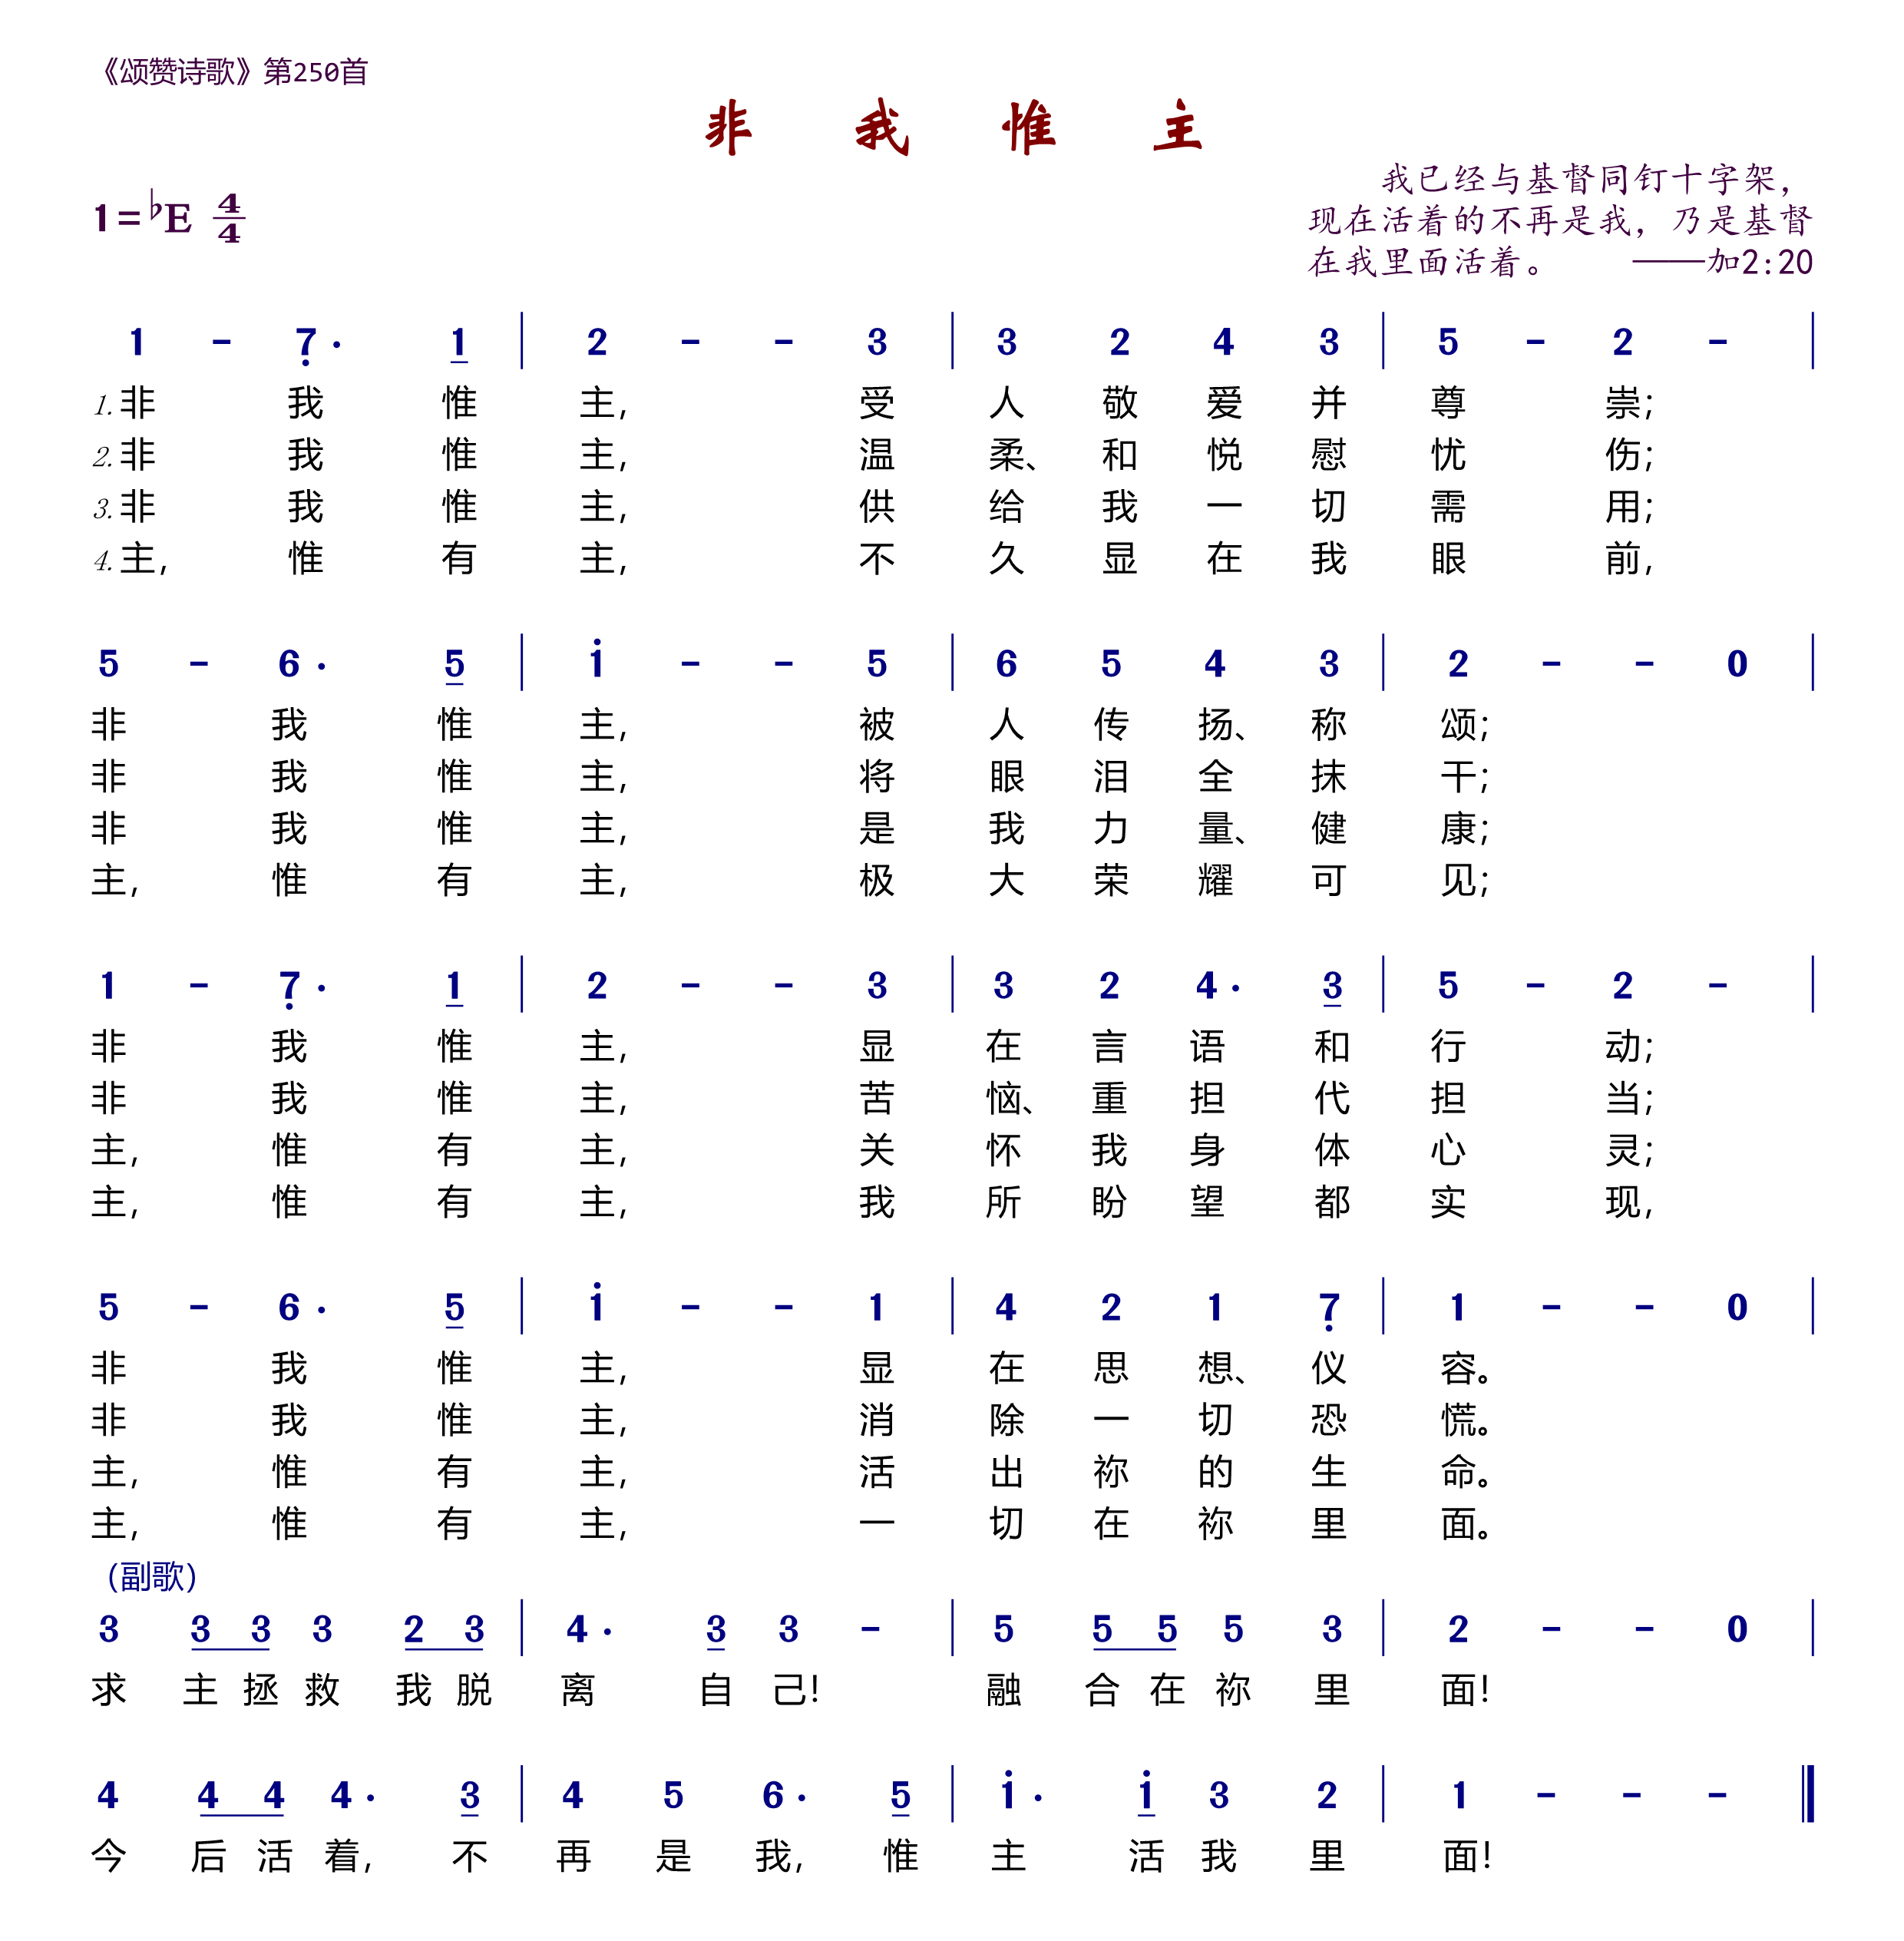 《颂赞诗歌》第250首
非 我 惟 主
1=♭E 4/4
我已经与基督同钉十字架，
现在活着的不再是我，乃是基督
在我里面活着。 ——加2:20
1 - 7̣· 1̲ | 2 - - 3 | 3 2 4 3 | 5 - 2 - |
1.非 我 惟 主， 受 人 敬 爱 并 尊 崇；
2.非 我 惟 主， 温 柔、 和 悦 慰 忧 伤；
3.非 我 惟 主， 供 给 我 一 切 需 用；
4.主， 惟 有 主， 不 久 显 在 我 眼 前，
5 - 6· 5̲ | 1̇ - - 5 | 6 5 4 3 | 2 - - 0 |
非 我 惟 主， 被 人 传 扬、 称 颂；
非 我 惟 主， 将 眼 泪 全 抹 干；
非 我 惟 主， 是 我 力 量、 健 康；
主， 惟 有 主， 极 大 荣 耀 可 见；
1 - 7̣· 1̲ | 2 - - 3 | 3 2 4· 3̲ | 5 - 2 - |
非 我 惟 主， 显 在 言 语 和 行 动；
非 我 惟 主， 苦 恼、 重 担 代 担 当；
主， 惟 有 主， 关 怀 我 身 体 心 灵；
主， 惟 有 主， 我 所 盼 望 都 实 现，
5 - 6· 5̲ | 1̇ - - 1 | 4 2 1 7̣ | 1 - - 0 |
非 我 惟 主， 显 在 思 想、 仪 容。
非 我 惟 主， 消 除 一 切 恐 慌。
主， 惟 有 主， 活 出 祢 的 生 命。
主， 惟 有 主， 一 切 在 祢 里 面。
（副歌）
3 3̲ 3̲ 3 2̲ 3̲ | 4· 3̲ 3 - | 5 5̲ 5̲ 5 3 | 2 - - 0 |
求 主 拯 救 我 脱 离 自 己！ 融 合 在 祢 里 面！
4 4̲ 4̲ 4· 3̲ | 4 5 6· 5̲ | 1̇· 1̲̇ 3 2 | 1 - - - ‖
今 后 活 着， 不 再 是 我， 惟 主 活 我 里 面！